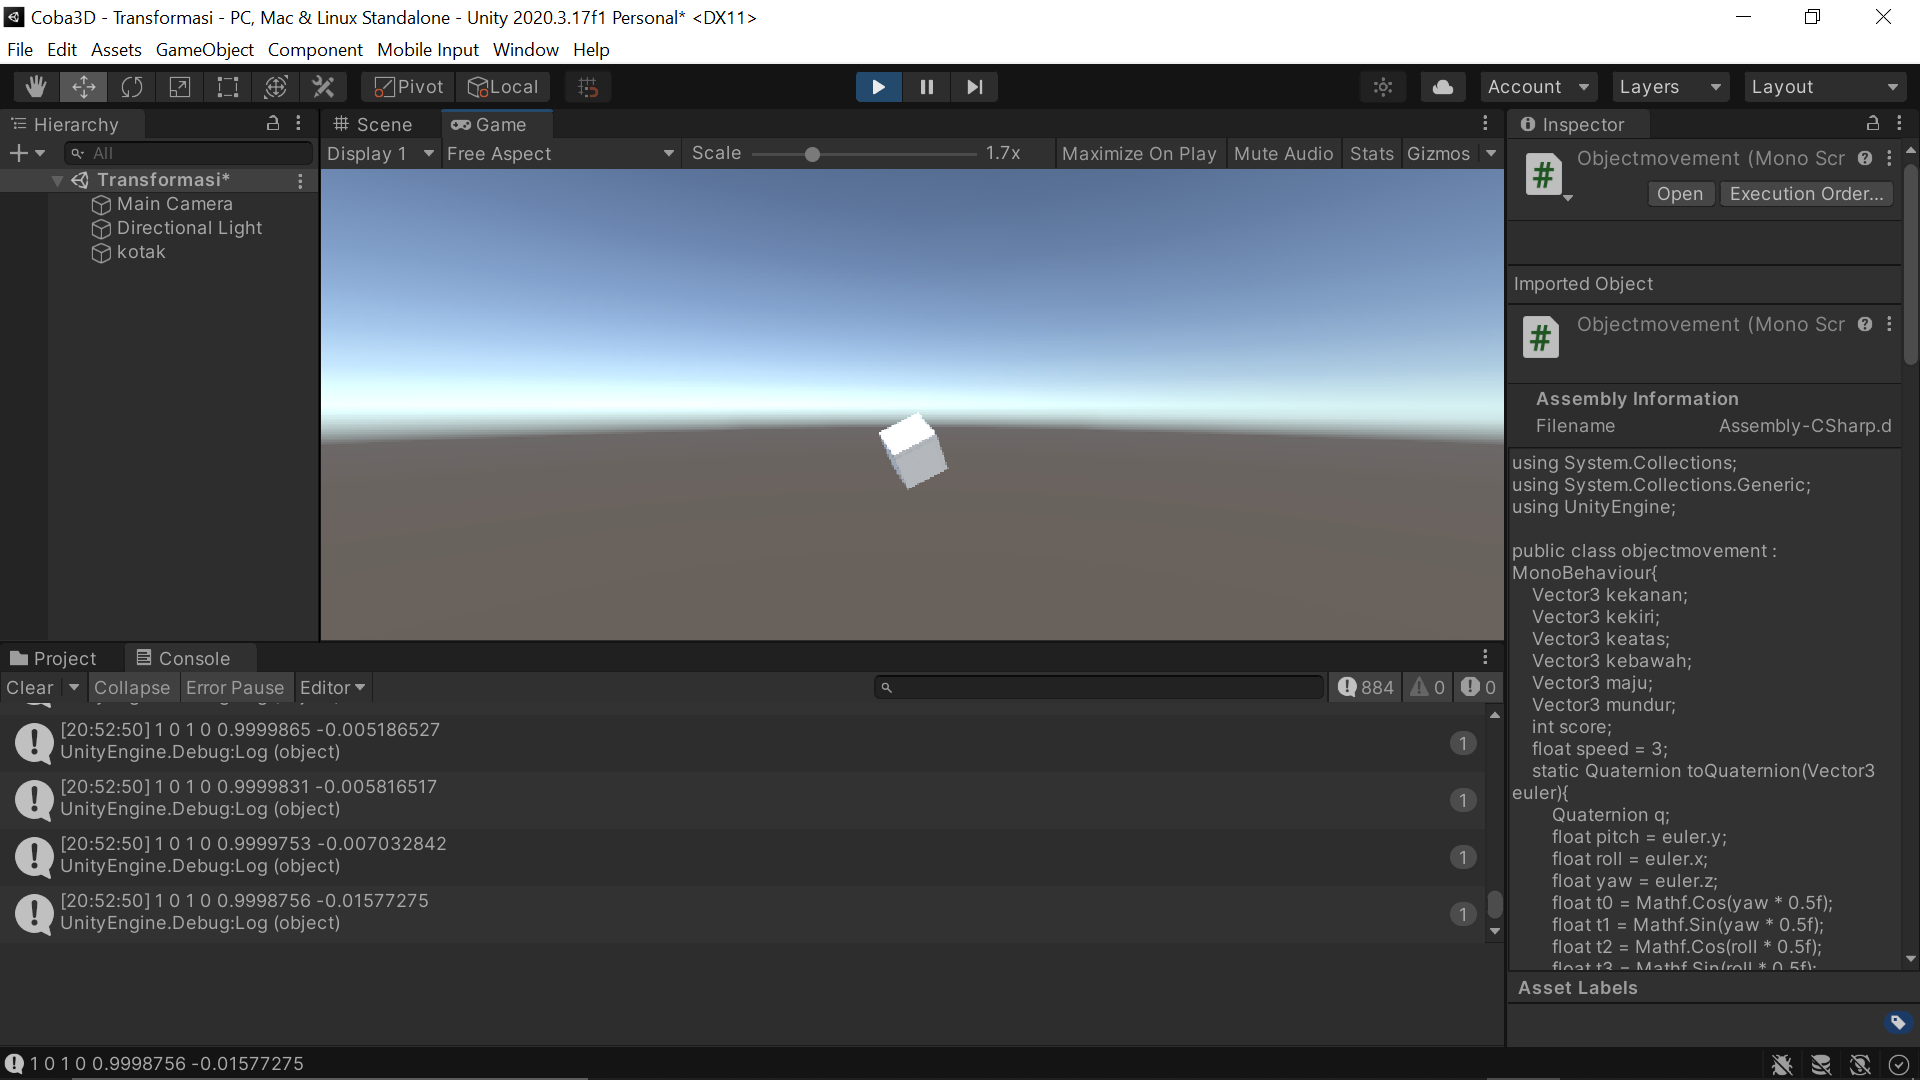 Coba3D - Transformasi - PC, Mac & Linux Standalone - Unity 2020.3.17f1 Personal* <DX11>
File Edit Assets GameObject Component Mobile Input Window Help
Pivot Local Account Layers Layout
Hierarchy
All
Transformasi*
Main Camera
Directional Light
kotak
Scene Game
Display 1 Free Aspect Scale 1.7x Maximize On Play Mute Audio Stats Gizmos
Inspector
Objectmovement (Mono Scr
Open Execution Order...
Imported Object
Objectmovement (Mono Scr
Assembly Information
Filename Assembly-CSharp.d
using System.Collections;
using System.Collections.Generic;
using UnityEngine;
public class objectmovement :
MonoBehaviour{
Vector3 kekanan;
Vector3 kekiri;
Vector3 keatas;
Vector3 kebawah;
Vector3 maju;
Vector3 mundur;
int score;
float speed = 3;
static Quaternion toQuaternion(Vector3
euler){
Quaternion q;
float pitch = euler.y;
float roll = euler.x;
float yaw = euler.z;
float t0 = Mathf.Cos(yaw * 0.5f);
float t1 = Mathf.Sin(yaw * 0.5f);
float t2 = Mathf.Cos(roll * 0.5f);
float t3 = Mathf.Sin(roll * 0.5f);
Asset Labels
Project Console
Clear Collapse Error Pause Editor 884 0 0
[20:52:50] 1 0 1 0 0.9999865 -0.005186527
UnityEngine.Debug:Log (object)
1
[20:52:50] 1 0 1 0 0.9999831 -0.005816517
UnityEngine.Debug:Log (object)
1
[20:52:50] 1 0 1 0 0.9999753 -0.007032842
UnityEngine.Debug:Log (object)
1
[20:52:50] 1 0 1 0 0.9998756 -0.01577275
UnityEngine.Debug:Log (object)
1
1 0 1 0 0.9998756 -0.01577275